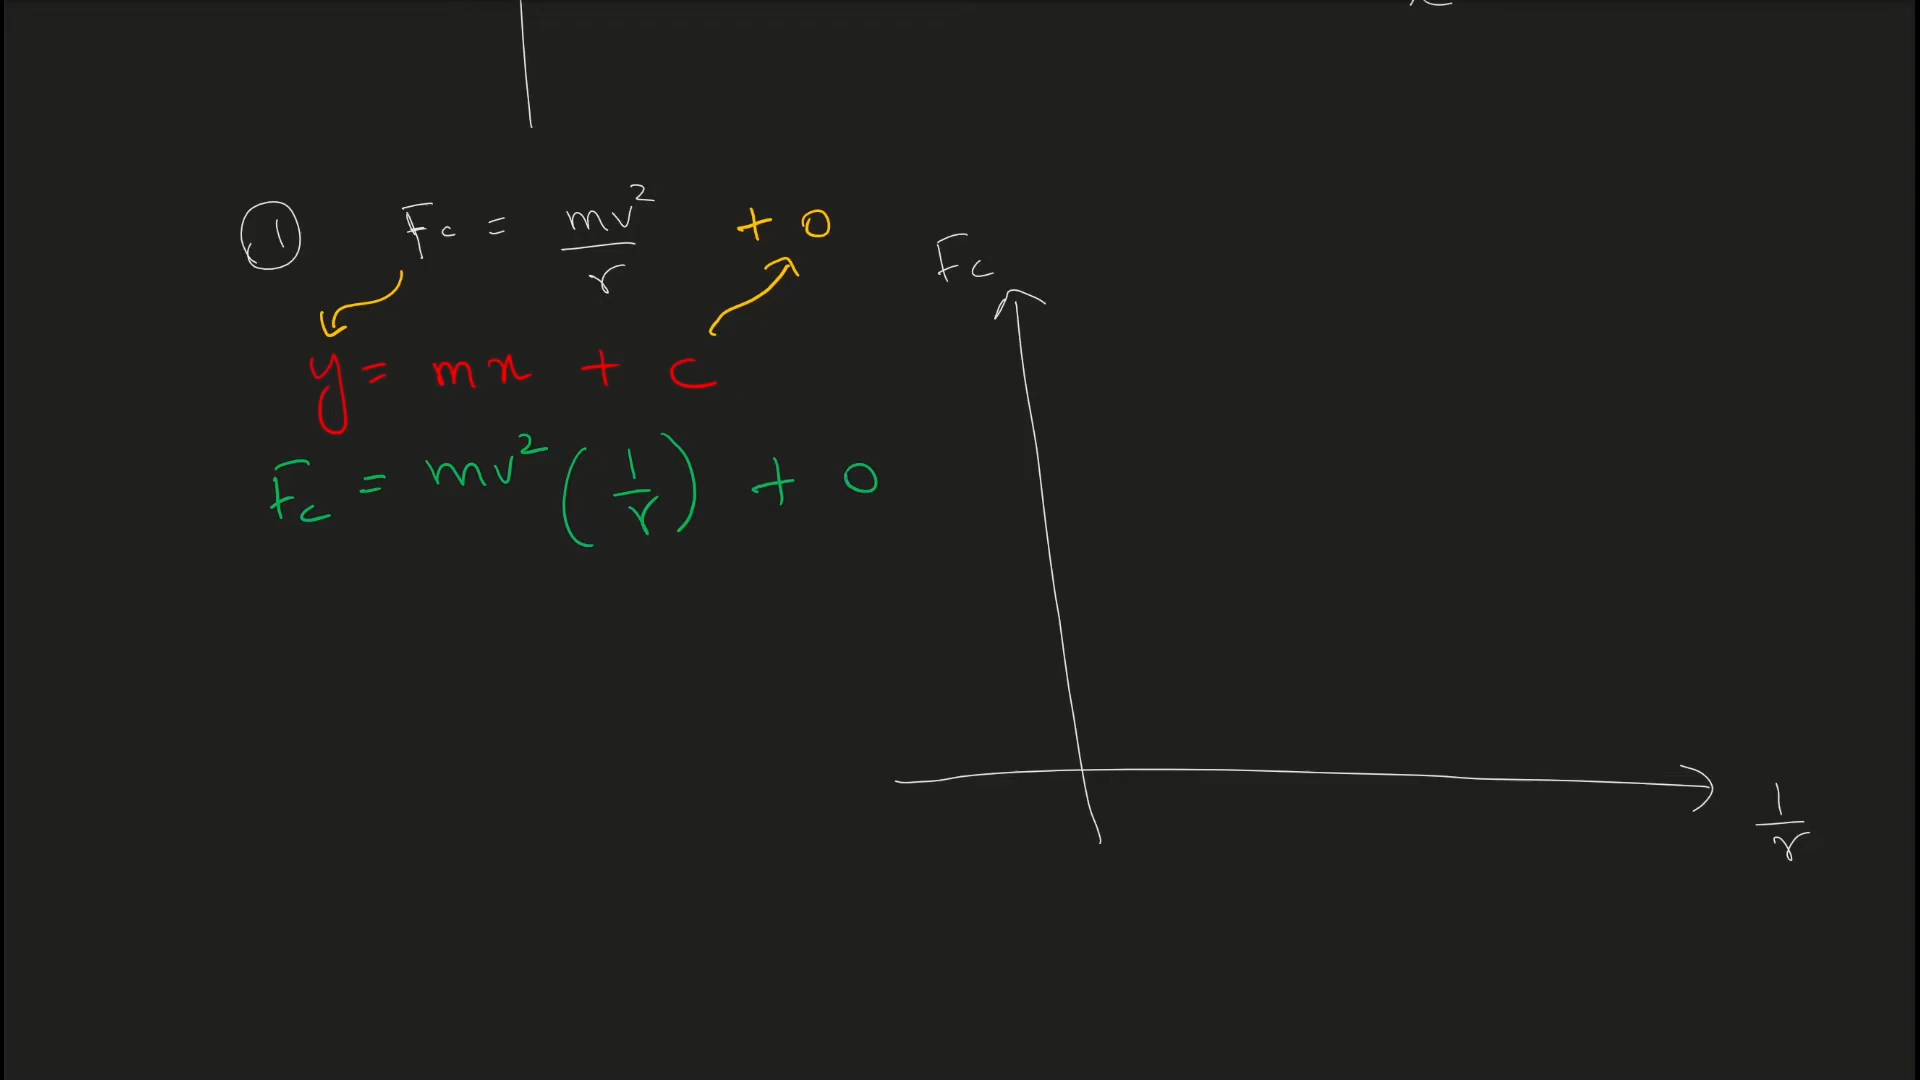 ① Fc = mv²/r + 0
y = mx + c
Fc = mv² (1/r) + 0
Fc
1/r